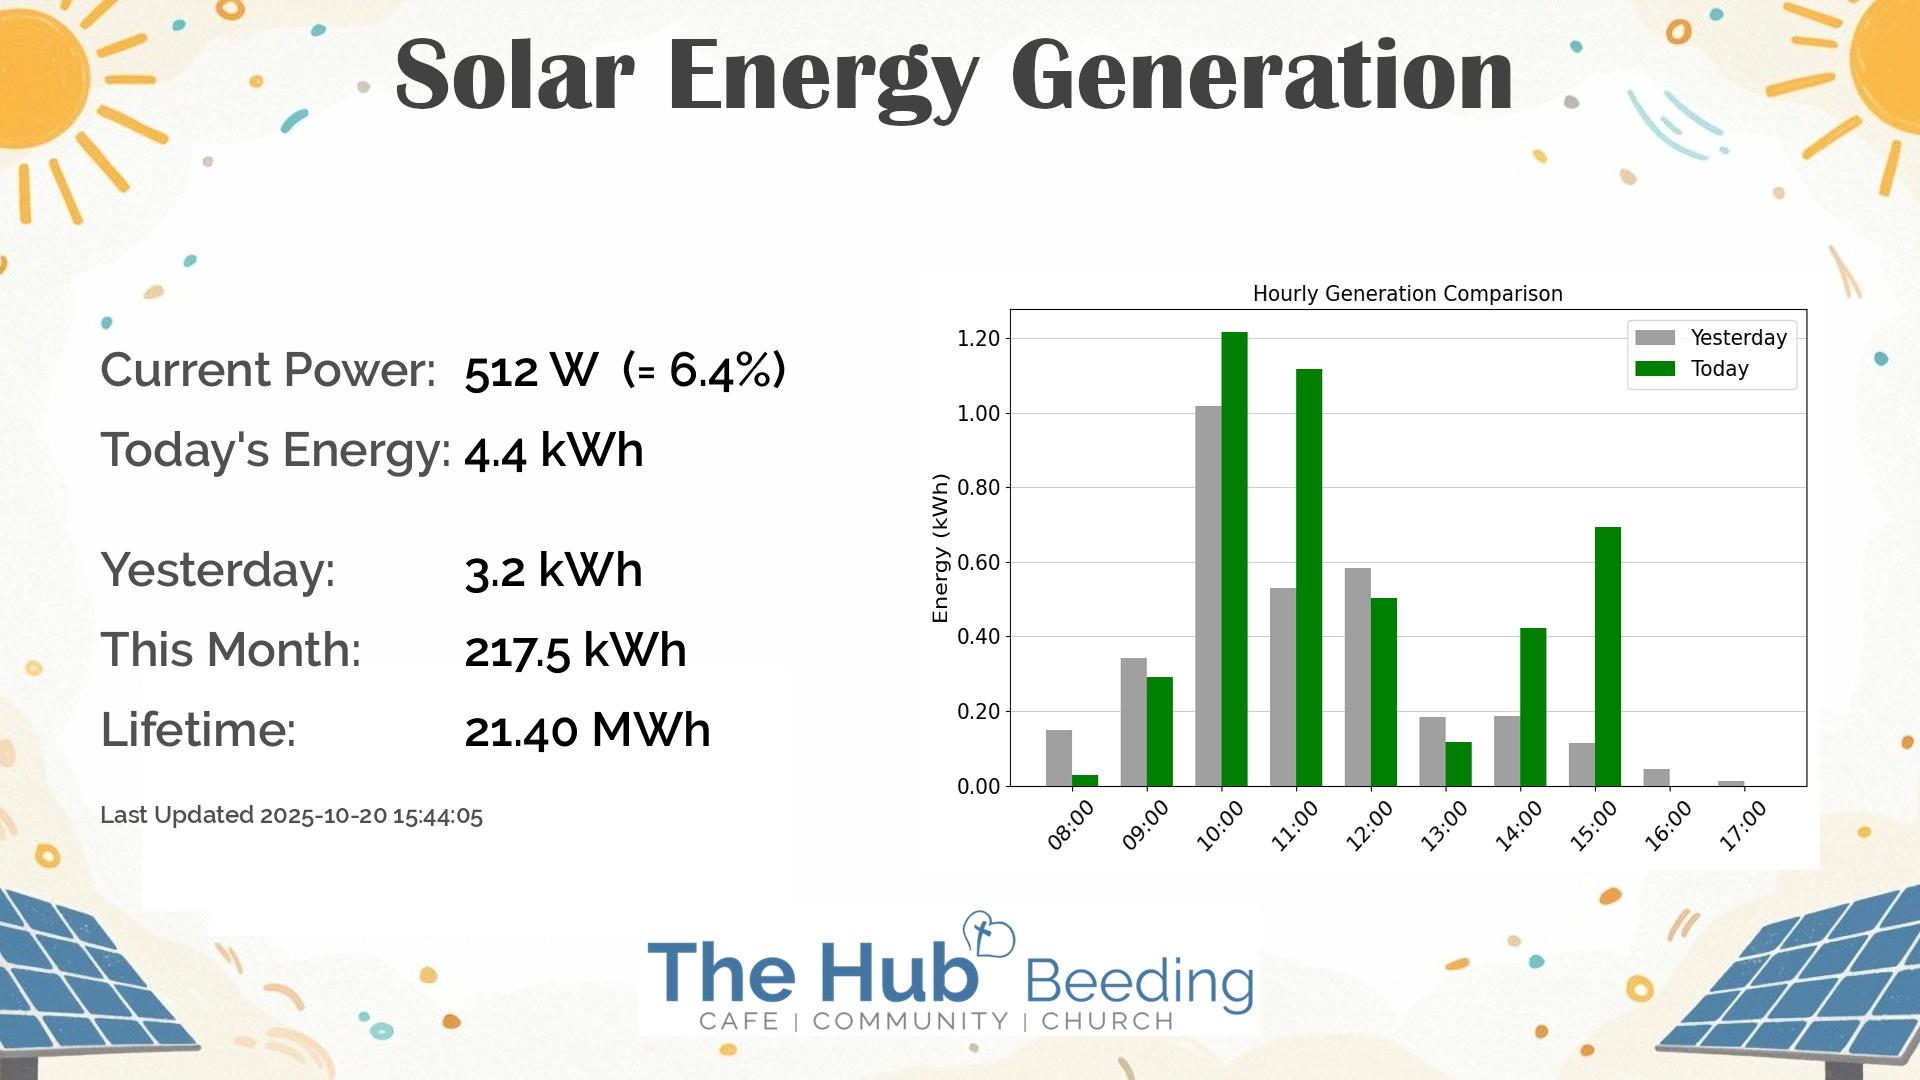 Solar Energy Generation
Current Power: 512 W (= 6.4%)
Today's Energy: 4.4 kWh
Yesterday: 3.2 kWh
This Month: 217.5 kWh
Lifetime: 21.40 MWh
Last Updated 2025-10-20 15:44:05
Hourly Generation Comparison
Yesterday
Today
Energy (kWh)
1.20
1.00
0.80
0.60
0.40
0.20
0.00
08:00 09:00 10:00 11:00 12:00 13:00 14:00 15:00 16:00 17:00
The Hub Beeding
CAFE | COMMUNITY | CHURCH